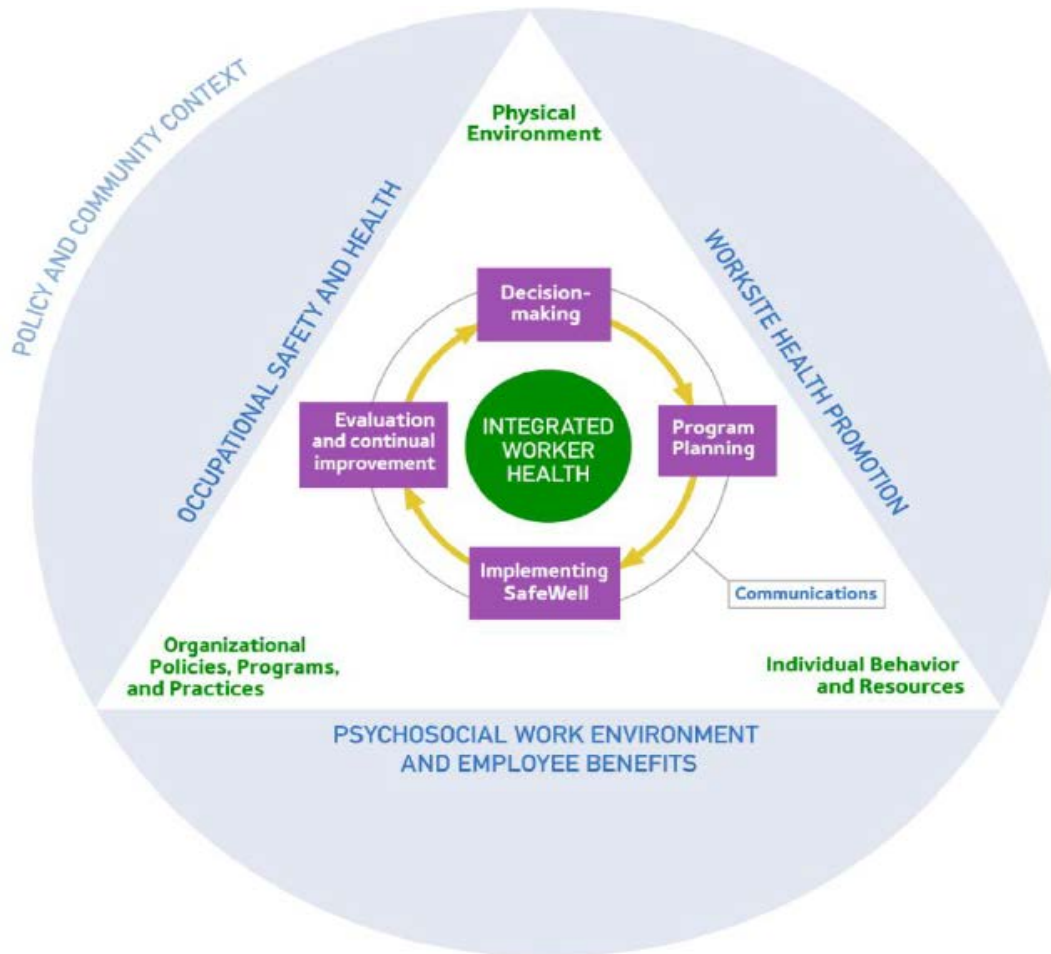 POLICY AND COMMUNITY CONTEXT
OCCUPATIONAL SAFETY AND HEALTH
WORKSITE HEALTH PROMOTION
Physical
Environment
Decision-
making
Evaluation
and continual
improvement
INTEGRATED
WORKER
HEALTH
Program
Planning
Implementing
SafeWell
Communications
Organizational
Policies, Programs,
and Practices
Individual Behavior
and Resources
PSYCHOSOCIAL WORK ENVIRONMENT
AND EMPLOYEE BENEFITS